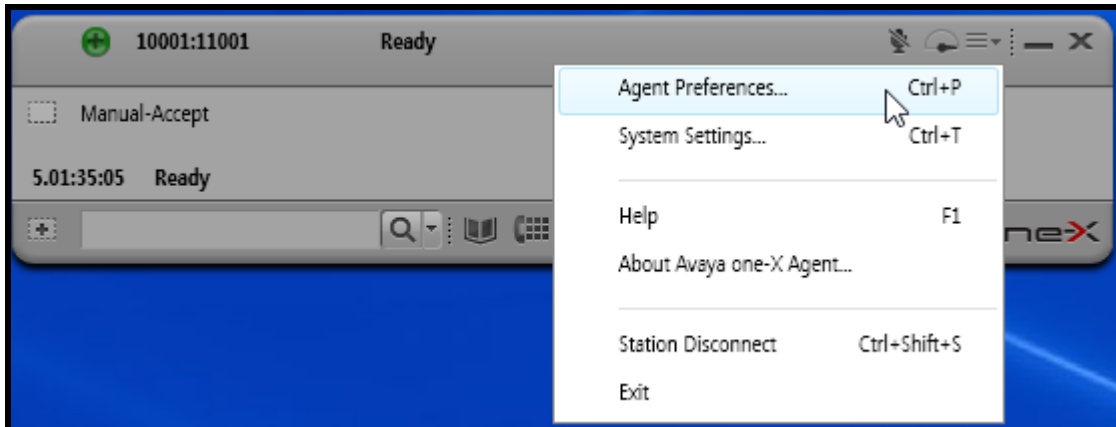 10001:11001 Ready
Agent Preferences... Ctrl+P
Manual-Accept
System Settings... Ctrl+T
5.01:35:05 Ready
Help F1
ne-X
About Avaya one-X Agent...
Station Disconnect Ctrl+Shift+S
Exit